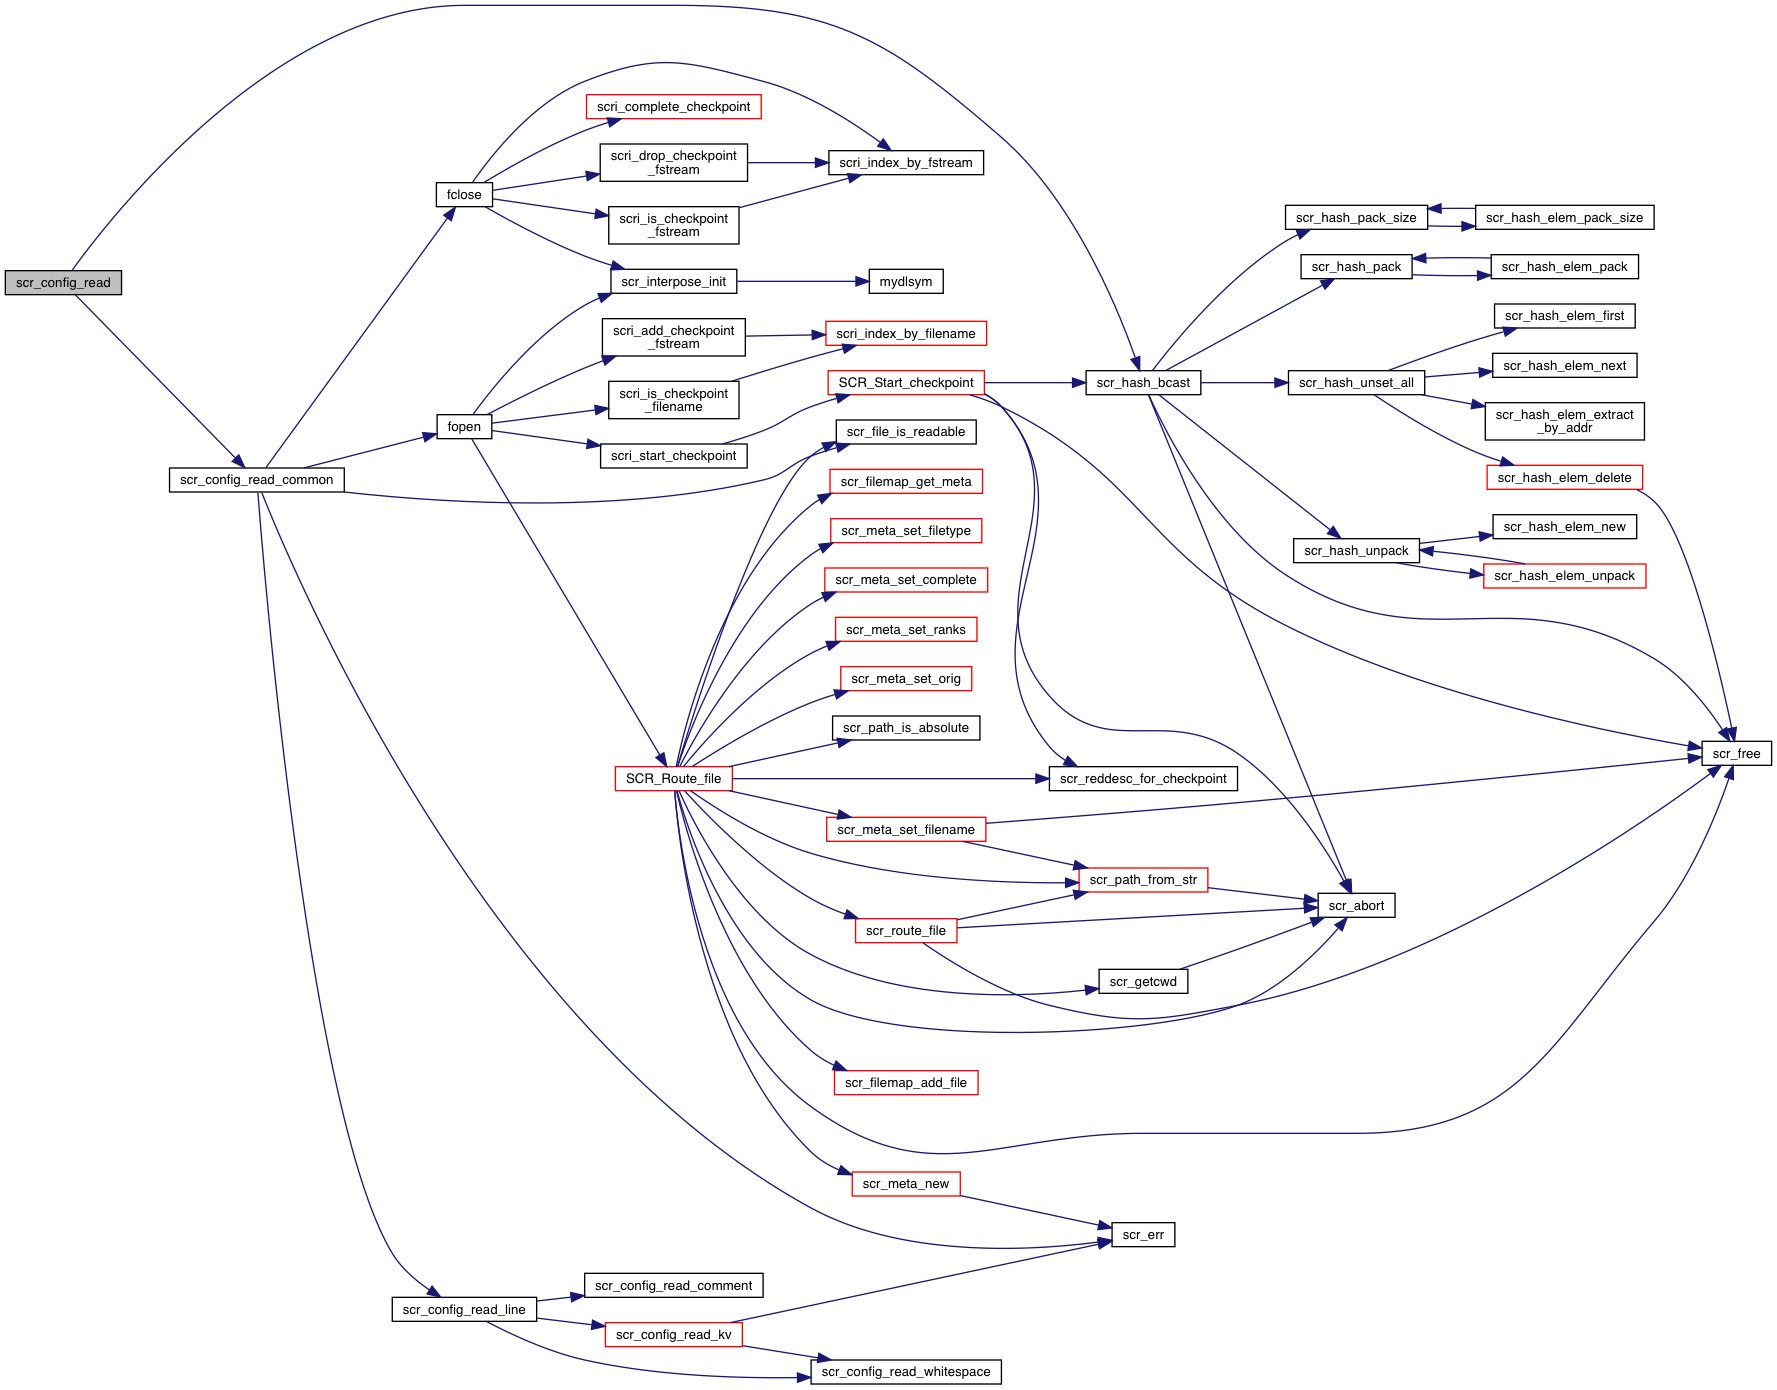 scr_config_read
scr_config_read_common
fclose
fopen
scr_config_read_line
scri_complete_checkpoint
scri_drop_checkpoint
_fstream
scri_is_checkpoint
_fstream
scr_interpose_init
scri_add_checkpoint
_fstream
scri_is_checkpoint
_filename
scri_start_checkpoint
SCR_Route_file
scr_config_read_comment
scr_config_read_kv
scri_index_by_fstream
mydlsym
scri_index_by_filename
SCR_Start_checkpoint
scr_file_is_readable
scr_filemap_get_meta
scr_meta_set_filetype
scr_meta_set_complete
scr_meta_set_ranks
scr_meta_set_orig
scr_path_is_absolute
scr_meta_set_filename
scr_route_file
scr_filemap_add_file
scr_meta_new
scr_config_read_whitespace
scr_hash_bcast
scr_reddesc_for_checkpoint
scr_path_from_str
scr_getcwd
scr_err
scr_hash_pack_size
scr_hash_pack
scr_hash_unset_all
scr_hash_unpack
scr_abort
scr_hash_elem_pack_size
scr_hash_elem_pack
scr_hash_elem_first
scr_hash_elem_next
scr_hash_elem_extract
_by_addr
scr_hash_elem_delete
scr_hash_elem_new
scr_hash_elem_unpack
scr_free